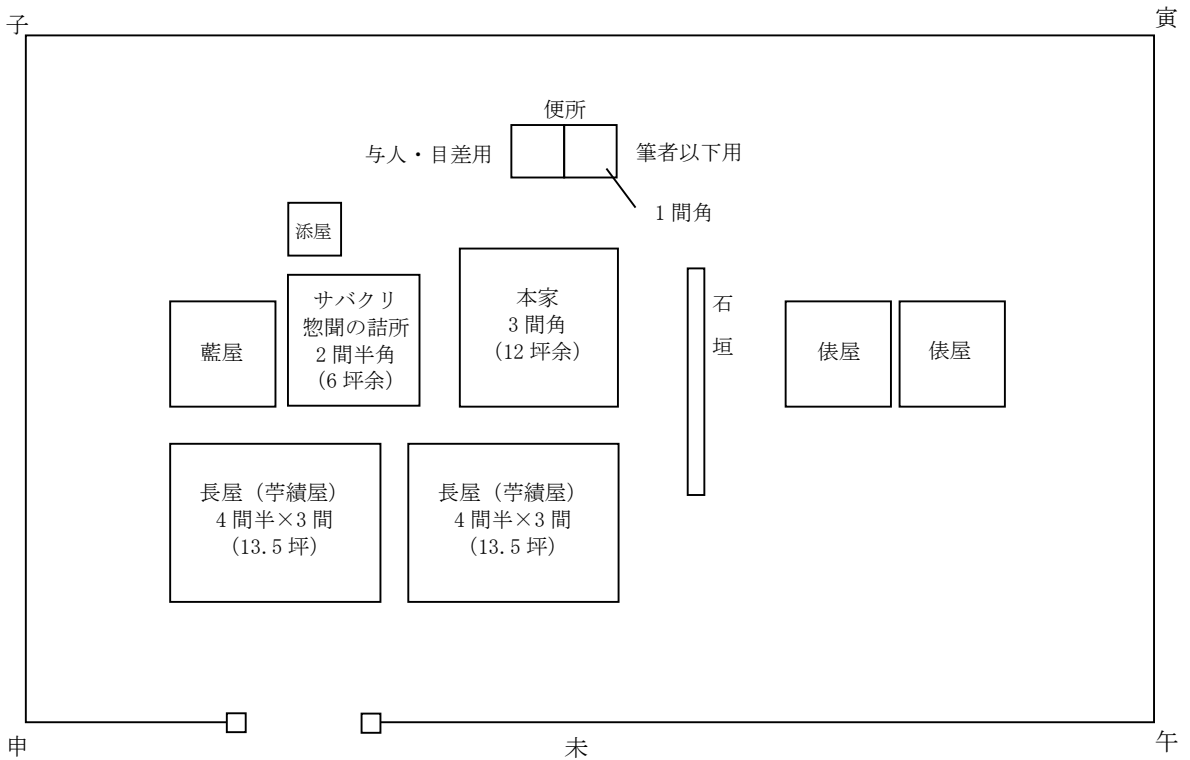 子
寅
便所
与人・目差用
筆者以下用
1間角
添屋
サバクリ
惣聞の詰所
2間半角
(6坪余)
本家
3間角
(12坪余)
石
垣
藍屋
俵屋
俵屋
長屋（苧績屋）
4間半×3間
(13.5坪)
長屋（苧績屋）
4間半×3間
(13.5坪)
申
未
午